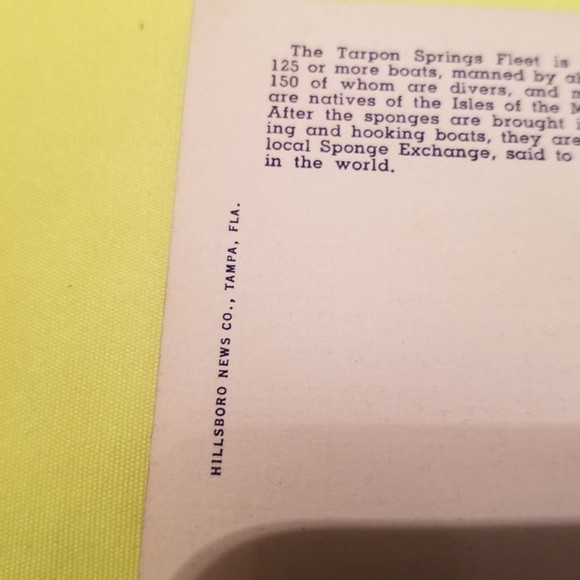 The Tarpon Springs Fleet is
125 or more boats, manned by
150 of whom are divers, and
are natives of the Isles of the
After the sponges are brought
ing and hooking boats, they are
local Sponge Exchange, said to
in the world.
HILLSBORO NEWS CO., TAMPA, FLA.